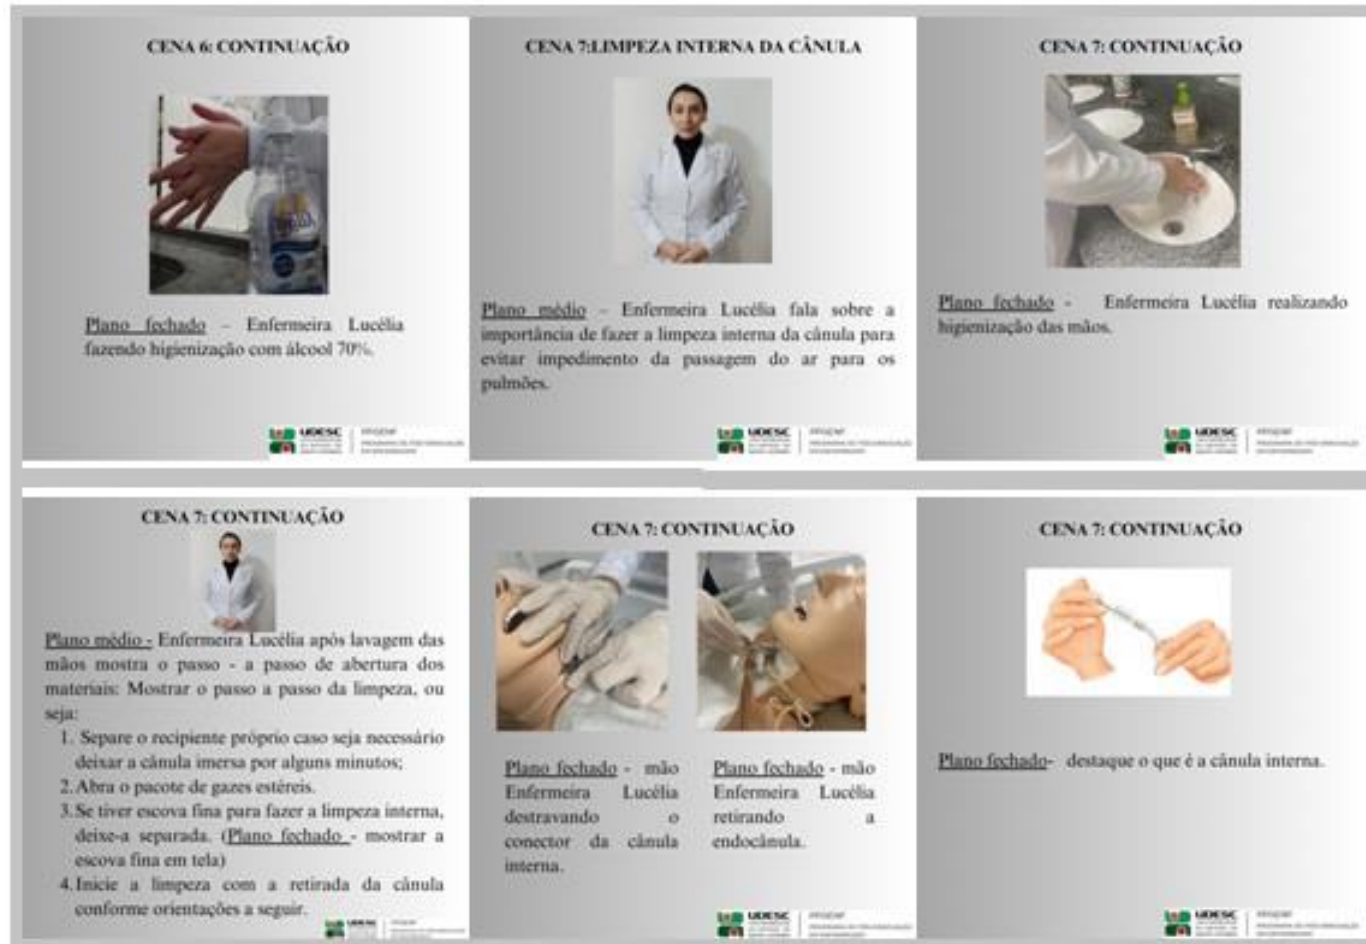 CENA 6: CONTINUAÇÃO
Plano fechado – Enfermeira Lucélia
fazendo higienização com álcool 70%.
UDESC
CENA 7:LIMPEZA INTERNA DA CÂNULA
Plano médio – Enfermeira Lucélia fala sobre a
importância de fazer a limpeza interna da cânula para
evitar impedimento da passagem do ar para os
pulmões.
UDESC
CENA 7: CONTINUAÇÃO
Plano fechado - Enfermeira Lucélia realizando
higienização das mãos.
UDESC
CENA 7: CONTINUAÇÃO
Plano médio - Enfermeira Lucélia após lavagem das
mãos mostra o passo - a passo de abertura dos
materiais: Mostrar o passo a passo da limpeza, ou
seja:
1. Separe o recipiente próprio caso seja necessário
deixar a cânula imersa por alguns minutos;
2. Abra o pacote de gazes estéreis.
3. Se tiver escova fina para fazer a limpeza interna,
deixe-a separada. (Plano fechado - mostrar a
escova fina em tela)
4. Inicie a limpeza com a retirada da cânula
conforme orientações a seguir.
UDESC
CENA 7: CONTINUAÇÃO
Plano fechado - mão
Enfermeira Lucélia
destravando o
conector da cânula
interna.
Plano fechado - mão
Enfermeira Lucélia
retirando a
endocânula.
UDESC
CENA 7: CONTINUAÇÃO
Plano fechado- destaque o que é a cânula interna.
UDESC